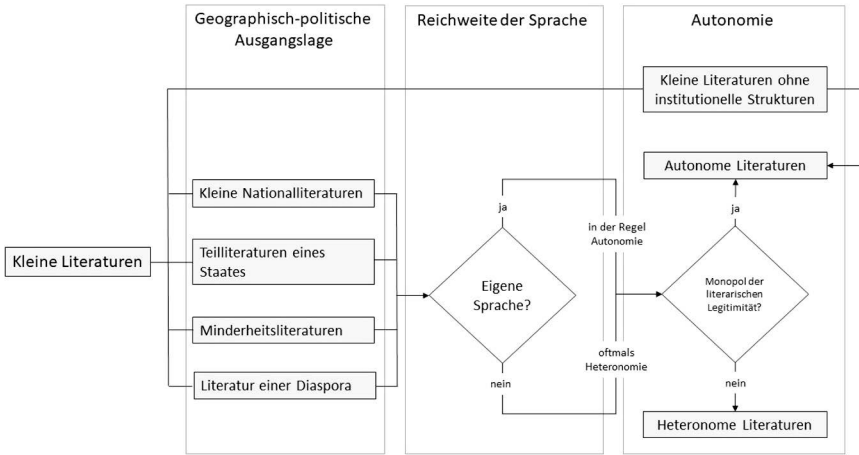 Geographisch-politische
Ausgangslage
Reichweite der Sprache
Autonomie
Kleine Literaturen ohne
institutionelle Strukturen
Autonome Literaturen
Kleine Nationalliteraturen
ja
in der Regel
Autonomie
ja
Kleine Literaturen
Teilliteraturen eines
Staates
Eigene
Sprache?
Monopol der
literarischen
Legitimität?
Minderheitsliteraturen
oftmals
Heteronomie
Literatur einer Diaspora
nein
nein
Heteronome Literaturen